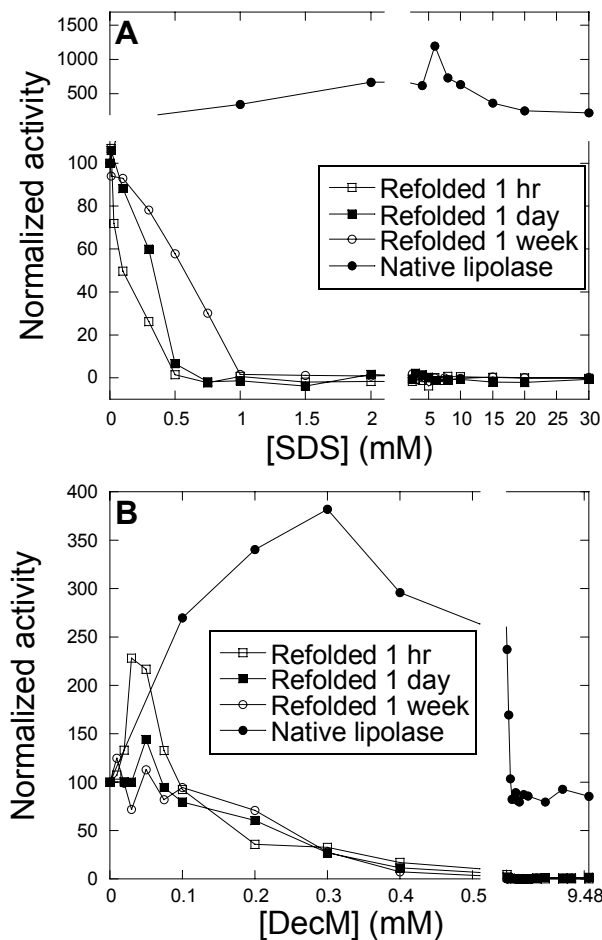 A
1500
1000
500
100
80
60
40
20
0
Normalized activity
Refolded 1 hr
Refolded 1 day
Refolded 1 week
Native lipolase
0 0.5 1 1.5 2 5 10 15 20 25 30
[SDS] (mM)
B
400
350
300
250
200
150
100
50
0
Normalized activity
Refolded 1 hr
Refolded 1 day
Refolded 1 week
Native lipolase
0 0.1 0.2 0.3 0.4 0.5 9.48
[DecM] (mM)